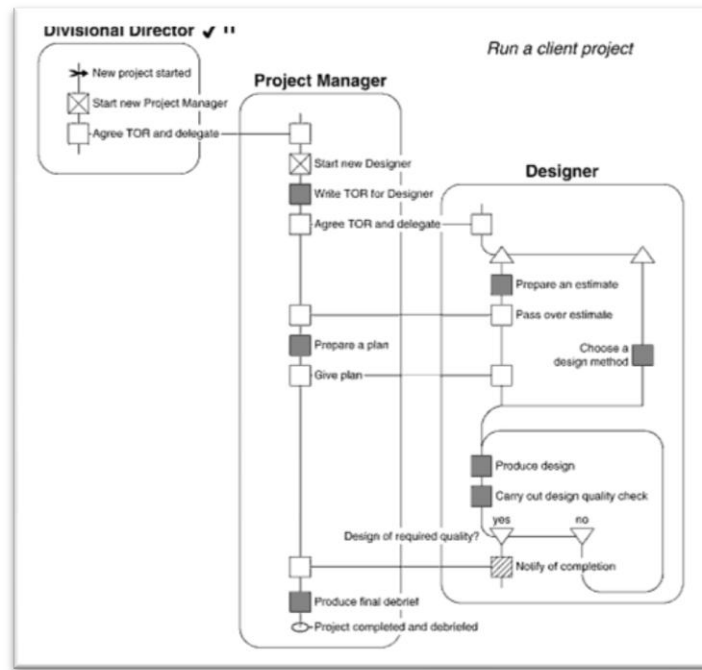 Divisional Director ✓ 11
Run a client project
New project started
Start new Project Manager
Agree TOR and delegate
Project Manager
Start new Designer
Write TOR for Designer
Agree TOR and delegate
Designer
Prepare an estimate
Pass over estimate
Prepare a plan
Choose a
design method
Give plan
Produce design
Carry out design quality check
yes
no
Design of required quality?
Notify of completion
Produce final debrief
Project completed and debriefed